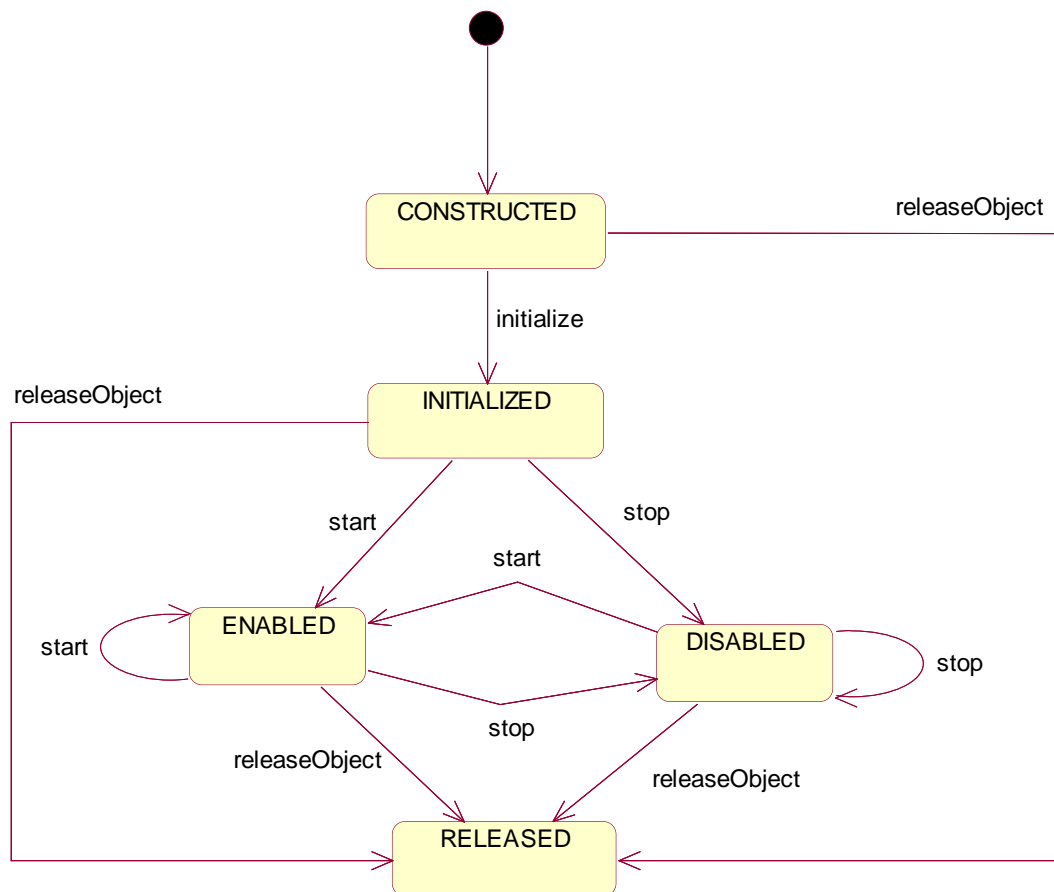 CONSTRUCTED
releaseObject
initialize
releaseObject
INITIALIZED
start
stop
start
ENABLED
DISABLED
start
stop
stop
releaseObject
releaseObject
RELEASED